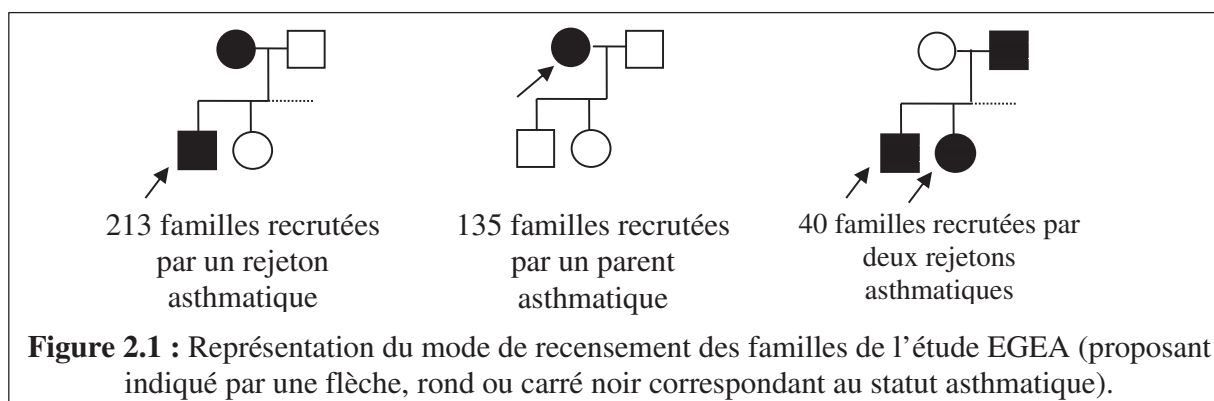 213 familles recrutées
par un rejeton
asthmatique
135 familles recrutées
par un parent
asthmatique
40 familles recrutées par
deux rejetons
asthmatiques
Figure 2.1 : Représentation du mode de recensement des familles de l'étude EGEA (proposant
indiqué par une flèche, rond ou carré noir correspondant au statut asthmatique).